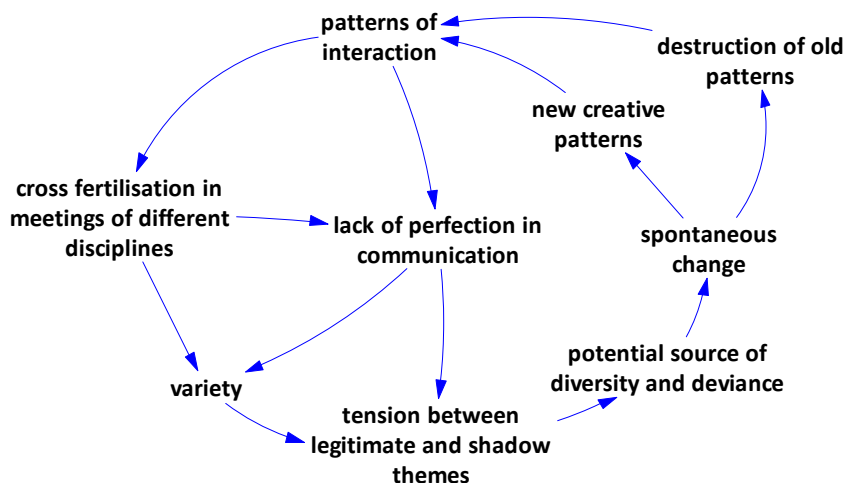 patterns of
interaction
destruction of old
patterns
new creative
patterns
cross fertilisation in
meetings of different
disciplines
lack of perfection in
communication
spontaneous
change
potential source of
diversity and deviance
variety
tension between
legitimate and shadow
themes